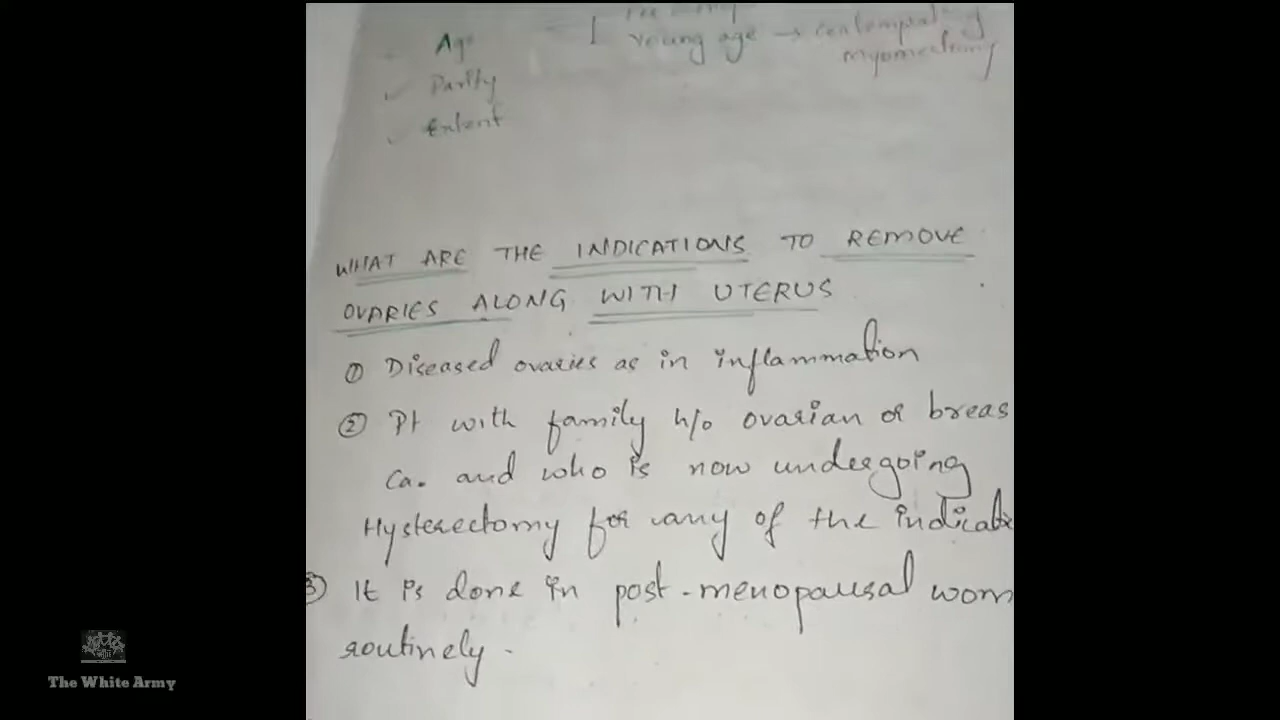 Age
Parity
Extent
young age → contemplating
myomectomy
WHAT ARE THE INDICATIONS TO REMOVE
OVARIES ALONG WITH UTERUS
① Diseased ovaries as in inflammation
② Pt with family h/o ovarian or breas
Ca. and who is now undergoing
Hysterectomy for any of the indicat
③ It is done in post-menopausal wom
routinely.
The White Army